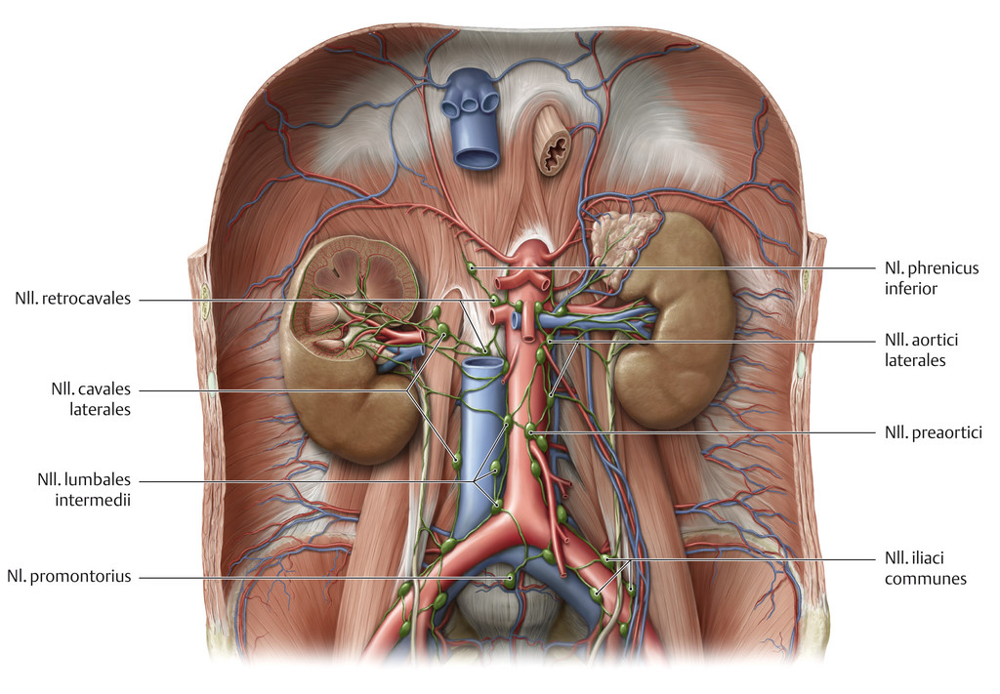 Nll. retrocavales
Nll. cavales
laterales
Nll. lumbales
intermedii
Nl. promontorius
Nl. phrenicus
inferior
Nll. aortici
laterales
Nll. preaortici
Nll. iliaci
communes